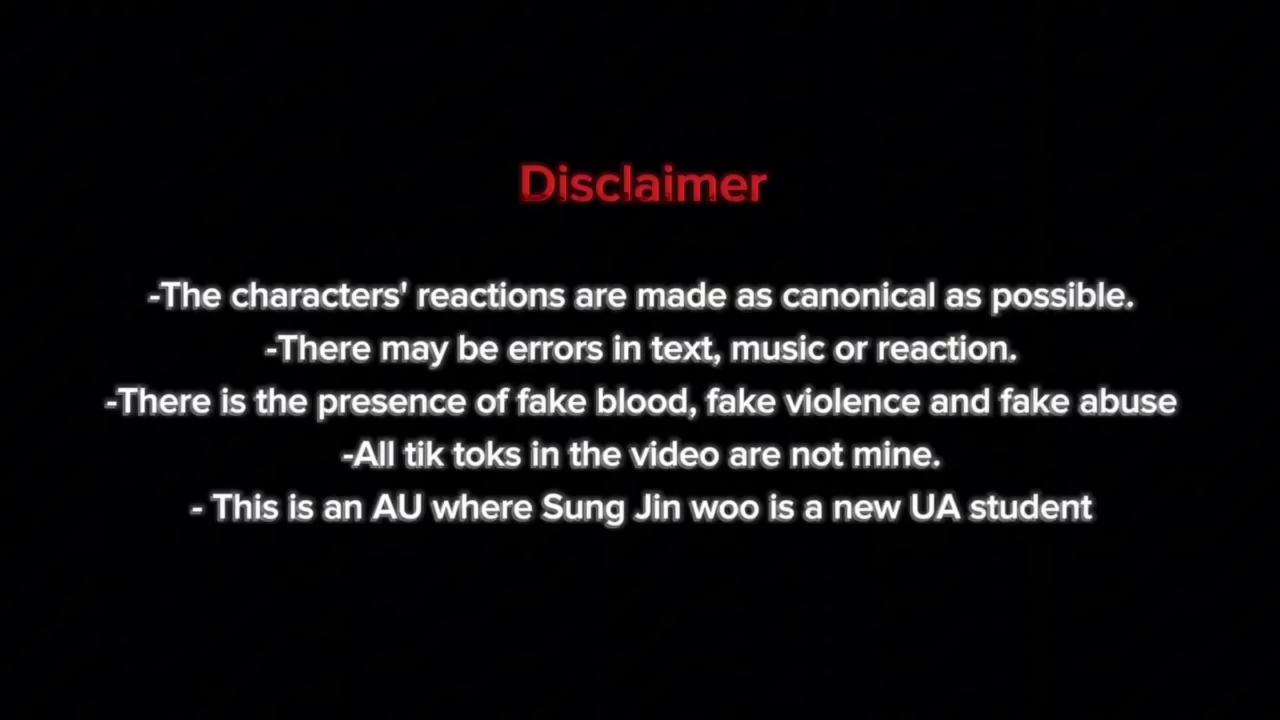 Disclaimer
-The characters' reactions are made as canonical as possible.
-There may be errors in text, music or reaction.
-There is the presence of fake blood, fake violence and fake abuse
-All tik toks in the video are not mine.
- This is an AU where Sung Jin woo is a new UA student